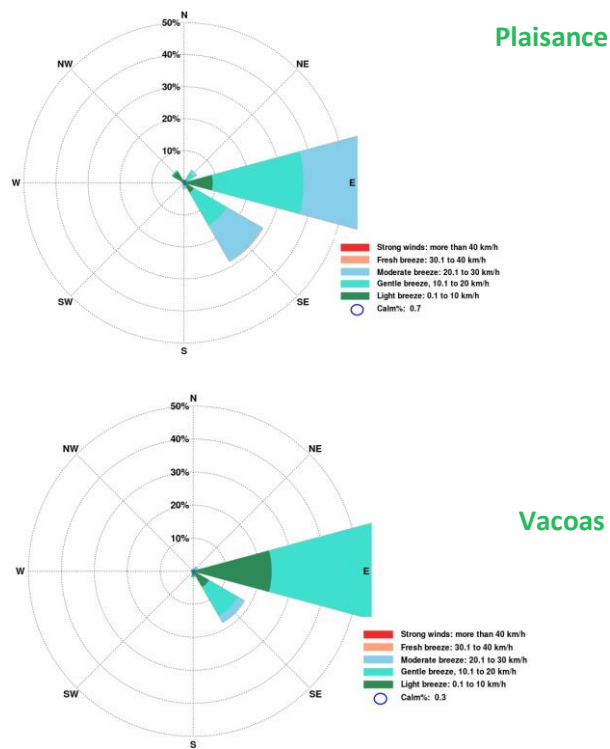 Plaisance
N
50%
NW
NE
40%
30%
20%
10%
W
E
SW
SE
S
Strong winds: more than 40 km/h
Fresh breeze: 30.1 to 40 km/h
Moderate breeze: 20.1 to 30 km/h
Gentle breeze, 10.1 to 20 km/h
Light breeze: 0.1 to 10 km/h
Calm%: 0.7
Vacoas
N
50%
NW
NE
40%
30%
20%
10%
E
SW
SE
S
W
Strong winds: more than 40 km/h
Fresh breeze: 30.1 to 40 km/h
Moderate breeze: 20.1 to 30 km/h
Gentle breeze, 10.1 to 20 km/h
Light breeze: 0.1 to 10 km/h
Calm%: 0.3